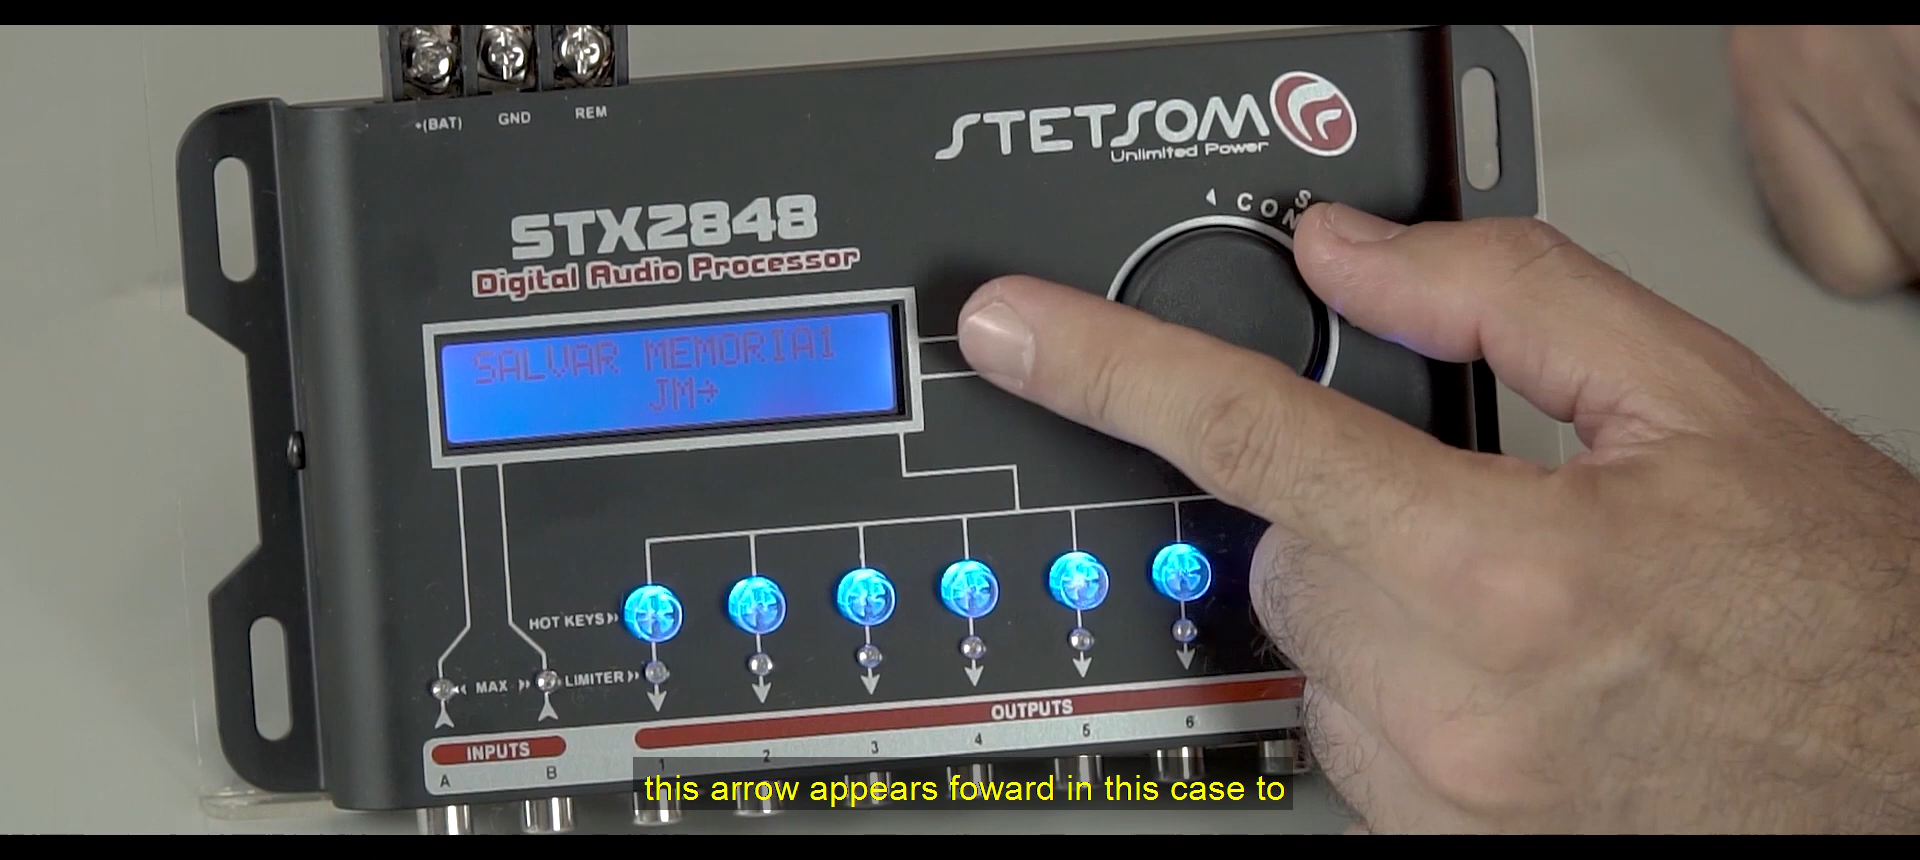 +(BAT) GND REM
STETSOM
Unlimited Power
STX2848
Digital Audio Processor
SALVAR MEMORIA1
JM→
HOT KEYS
MAX
LIMITER
OUTPUTS
INPUTS
A B 1 2 3 4 5 6
this arrow appears foward in this case to